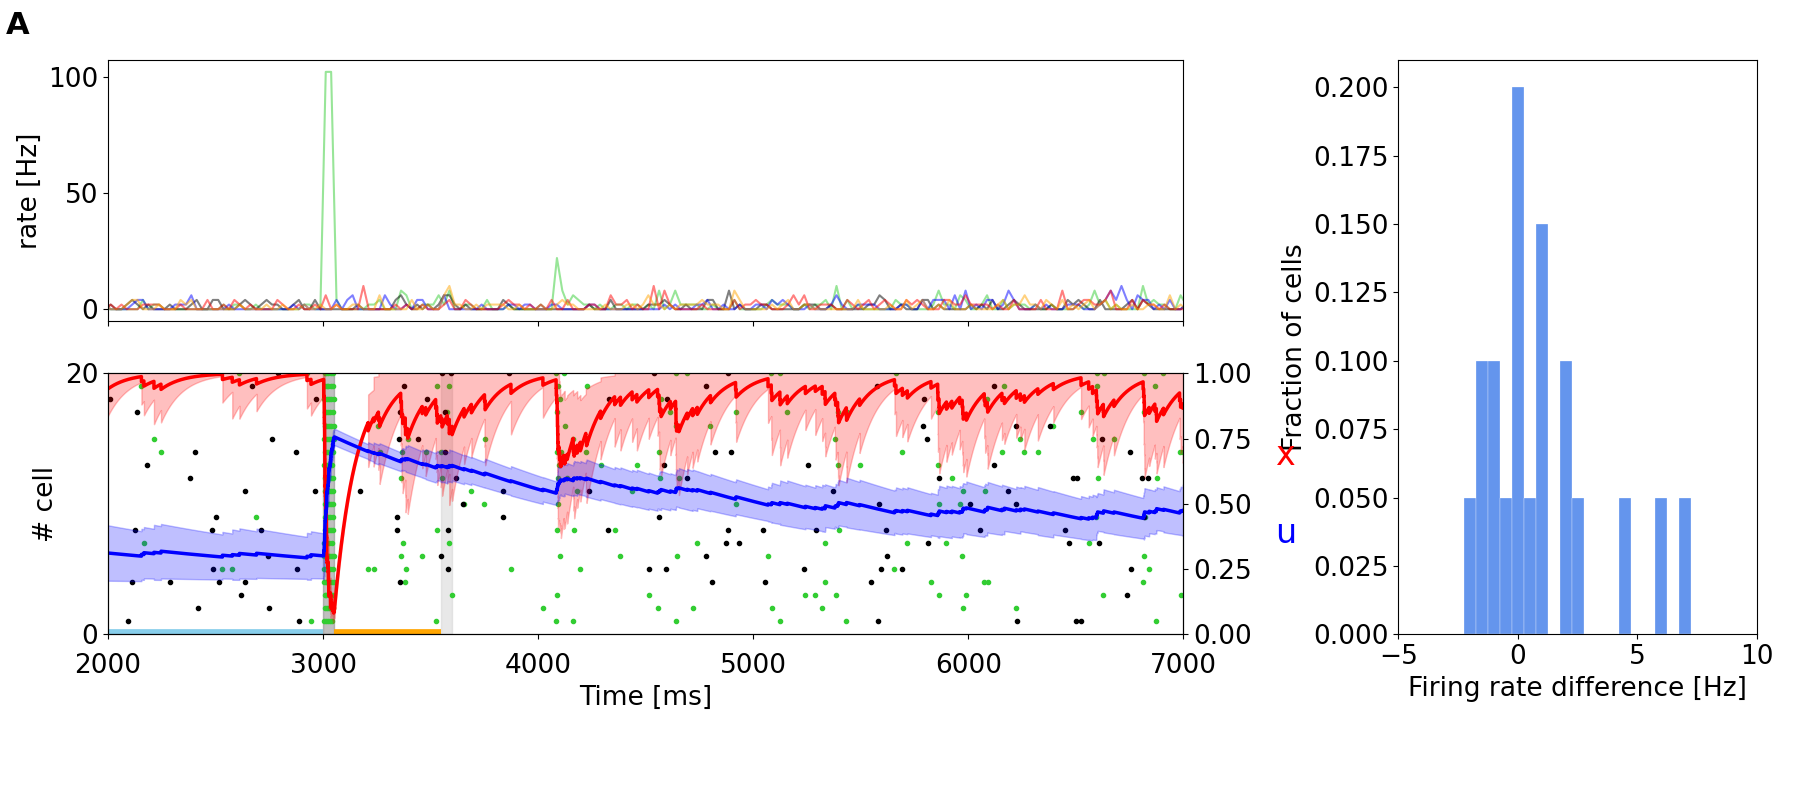 A
100
50
0
rate [Hz]
20
0
# cell
1.00
0.75
0.50
0.25
0.00
x
u
2000 3000 4000 5000 6000 7000
Time [ms]
0.200
0.175
0.150
0.125
0.100
0.075
0.050
0.025
0.000
Fraction of cells
−5 0 5 10
Firing rate difference [Hz]